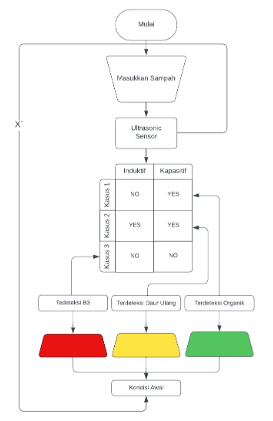 Mulai
Masukkan Sampah
X
Ultrasonic
Sensor
Induktif Kapasitif
Kasus 1 NO YES
Kasus 2 YES YES
Kasus 3 NO NO
Tedeteksi B3 Terdeteksi Daur Ulang Terdeteksi Organik
Kondisi Awal